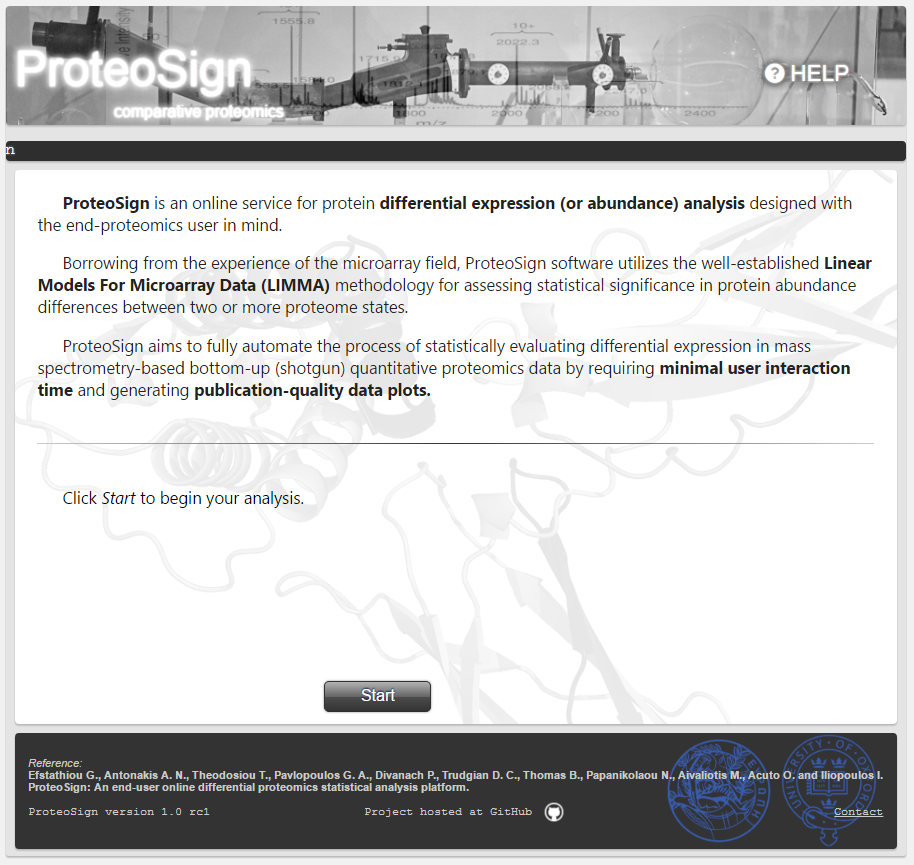 ProteoSign
comparative proteomics
? HELP
1555.8
10+
2022.3
1800
2000
2200
2400
m/z
n
ProteoSign is an online service for protein differential expression (or abundance) analysis designed with
the end-proteomics user in mind.
Borrowing from the experience of the microarray field, ProteoSign software utilizes the well-established Linear
Models For Microarray Data (LIMMA) methodology for assessing statistical significance in protein abundance
differences between two or more proteome states.
ProteoSign aims to fully automate the process of statistically evaluating differential expression in mass
spectrometry-based bottom-up (shotgun) quantitative proteomics data by requiring minimal user interaction
time and generating publication-quality data plots.
Click Start to begin your analysis.
Start
Reference:
Efstathiou G., Antonakis A. N., Theodosiou T., Pavlopoulos G. A., Divanach P., Trudgian D. C., Thomas B., Papanikolaou N., Aivaliotis M., Acuto O. and Iliopoulos I.
ProteoSign: An end-user online differential proteomics statistical analysis platform.
ProteoSign version 1.0 rc1
Project hosted at GitHub
Contact
UNIVERSITY OF OXFORD